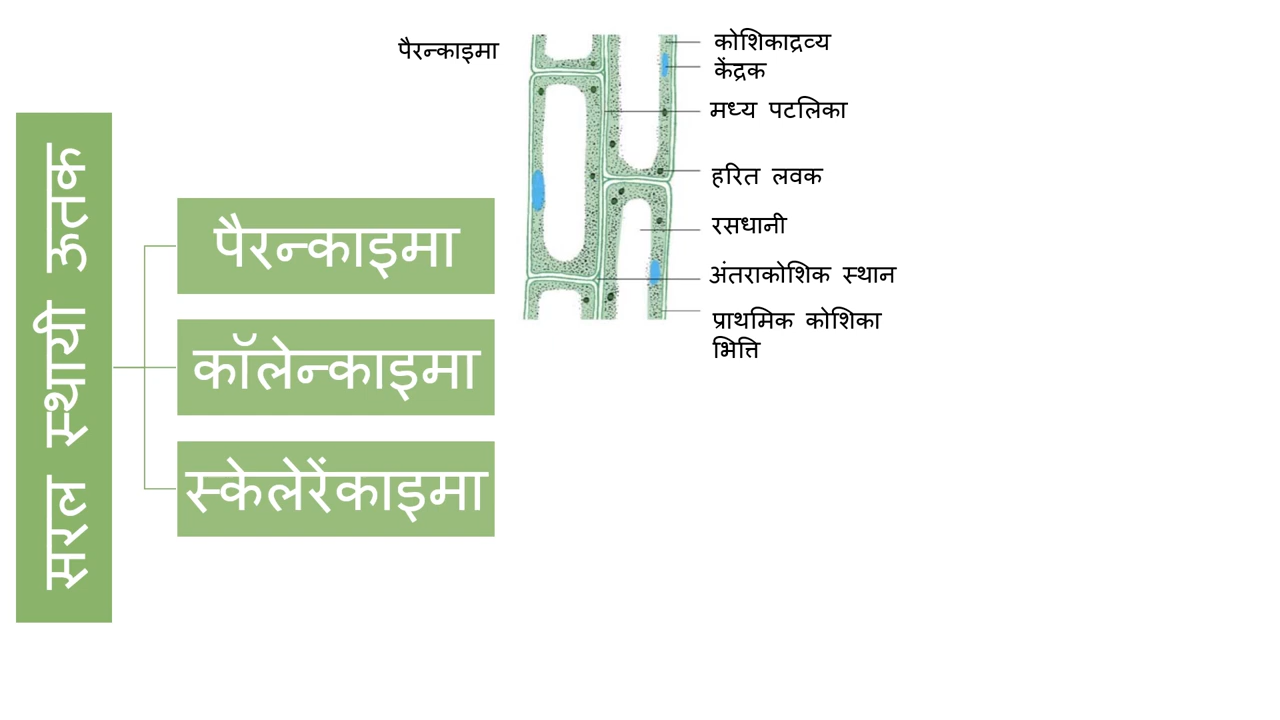 सरल स्थायी ऊतक
पैरन्काइमा
कॉलेन्काइमा
स्केलेरेंकाइमा
पैरन्काइमा
कोशिकाद्रव्य
केंद्रक
मध्य पटलिका
हरित लवक
रसधानी
अंतराकोशिक स्थान
प्राथमिक कोशिका
भित्ति